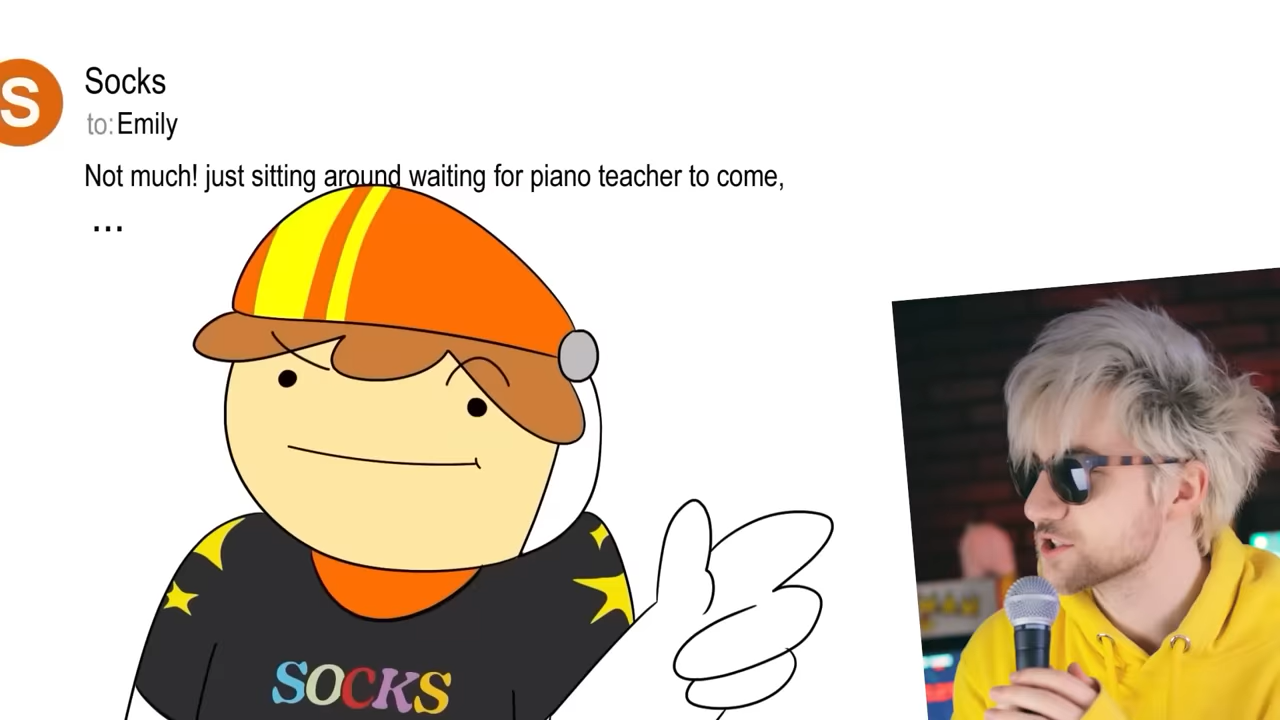 S
Socks
to: Emily
Not much! just sitting around waiting for piano teacher to come,
...
SOCKS